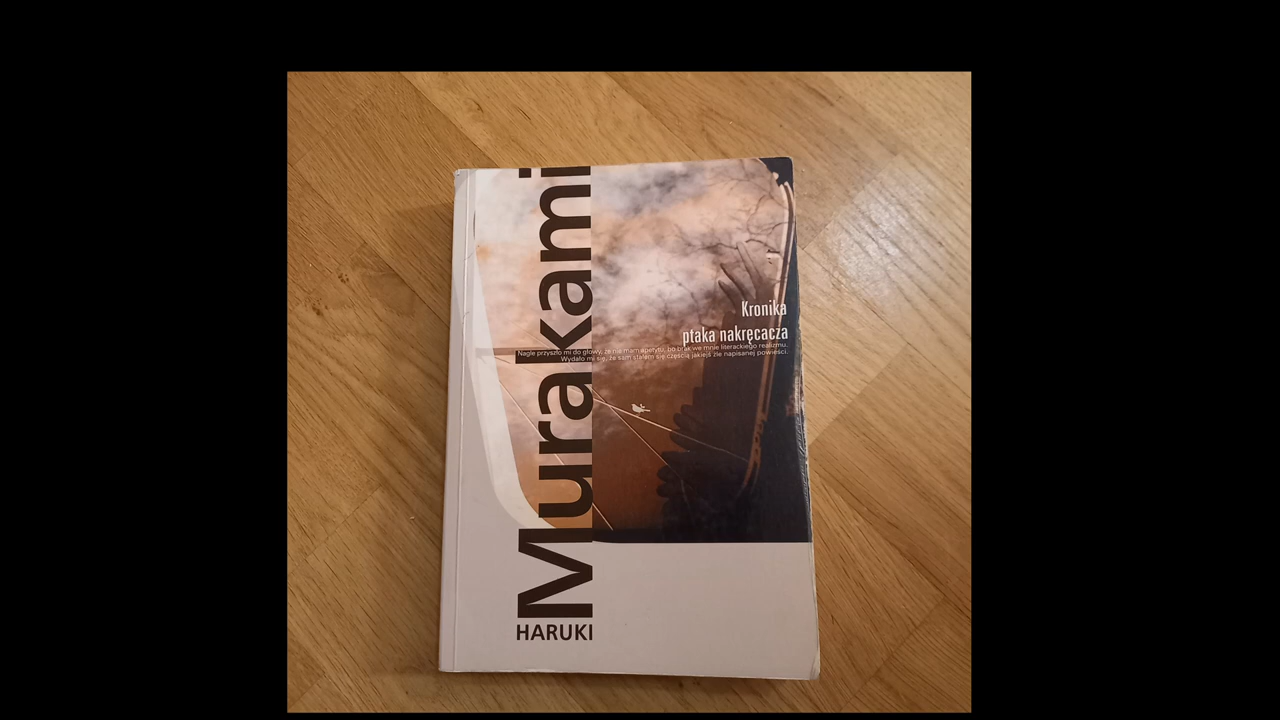 Murakami
HARUKI
Kronika
ptaka nakręcacza
Nagle przyszło mi do głowy, że nie mam apetytu, bo brak we mnie literackiego realizmu.
Wydało mi się, że sam stałem się częścią jakiejś źle napisanej powieści.